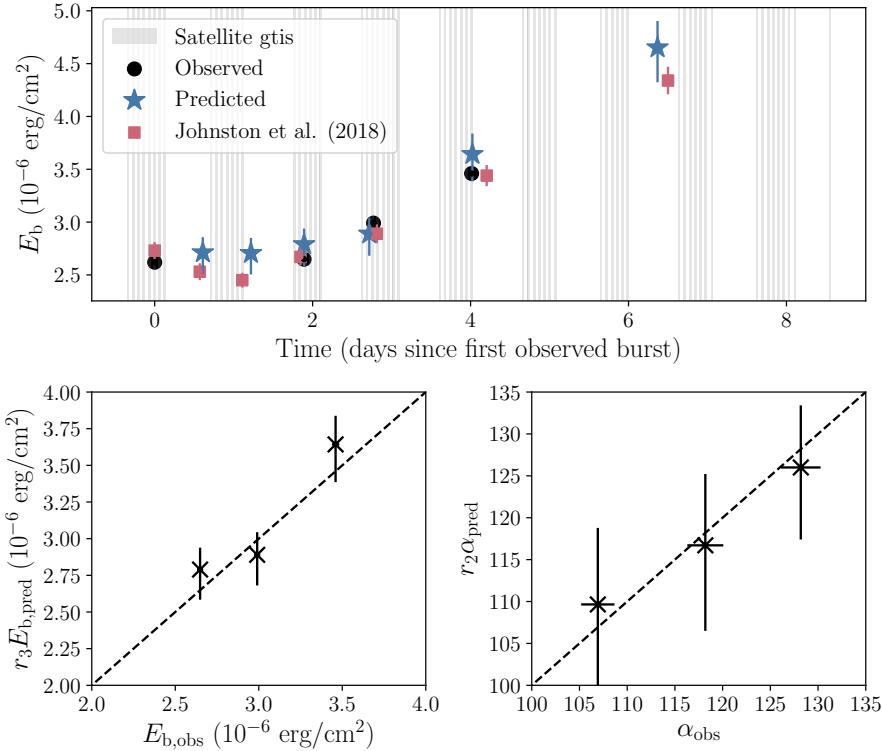 5.0
4.5
4.0
3.5
3.0
2.5
E_b (10^−6 erg/cm^2)
Satellite gtis
Observed
Predicted
Johnston et al. (2018)
0 2 4 6 8
Time (days since first observed burst)
4.00
3.75
3.50
3.25
3.00
2.75
2.50
2.25
2.00
r_3E_b,pred (10^−6 erg/cm^2)
2.0 2.5 3.0 3.5 4.0
E_b,obs (10^−6 erg/cm^2)
135
130
125
120
115
110
105
100
r_2α_pred
100 105 110 115 120 125 130 135
α_obs